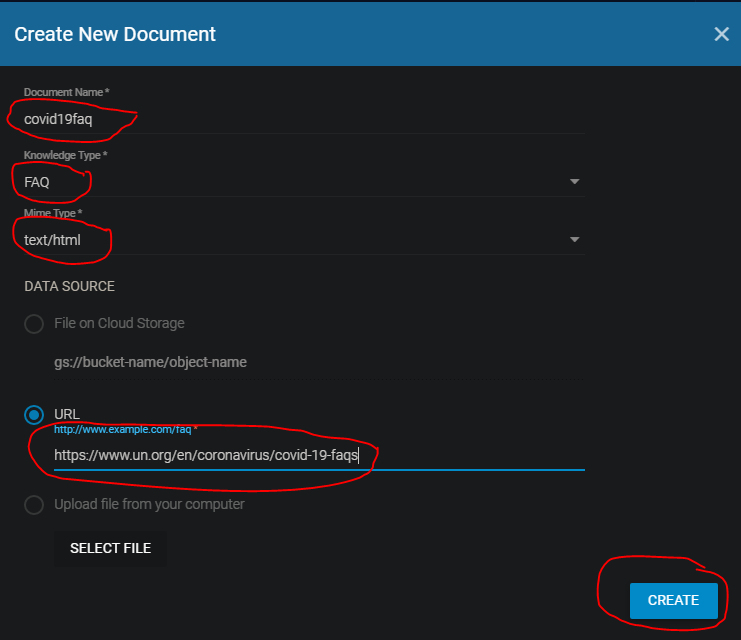 Create New Document
Document Name *
covid19faq
Knowledge Type *
FAQ
Mime Type *
text/html
DATA SOURCE
File on Cloud Storage
gs://bucket-name/object-name
URL
http://www.example.com/faq *
https://www.un.org/en/coronavirus/covid-19-faqs
Upload file from your computer
SELECT FILE
CREATE